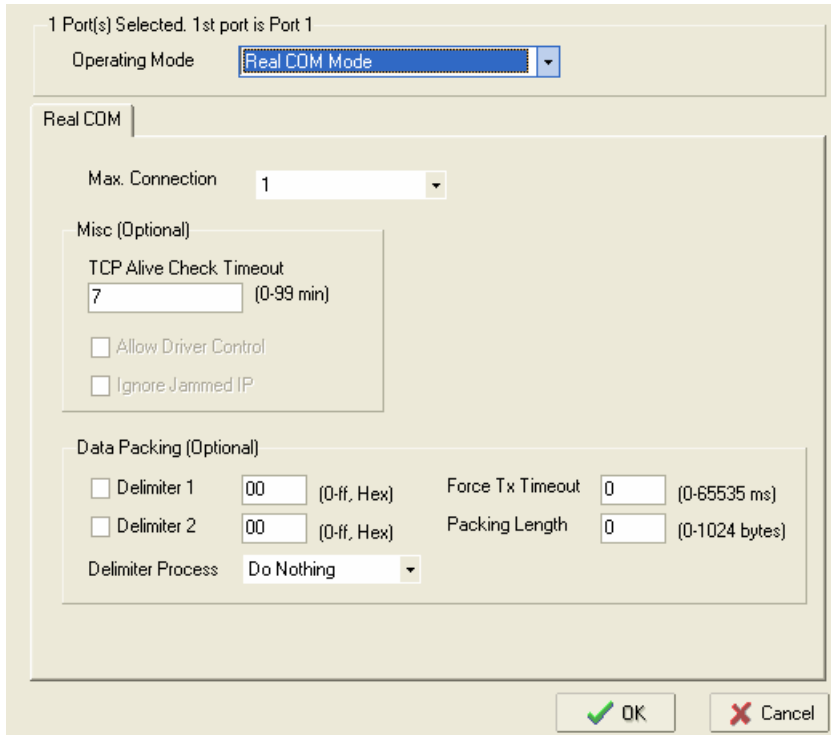 1 Port(s) Selected. 1st port is Port 1
Operating Mode Real COM Mode
Real COM
Max. Connection 1
Misc (Optional)
TCP Alive Check Timeout
7 (0-99 min)
Allow Driver Control
Ignore Jammed IP
Data Packing (Optional)
Delimiter 1 00 (0-ff, Hex) Force Tx Timeout 0 (0-65535 ms)
Delimiter 2 00 (0-ff, Hex) Packing Length 0 (0-1024 bytes)
Delimiter Process Do Nothing
OK Cancel